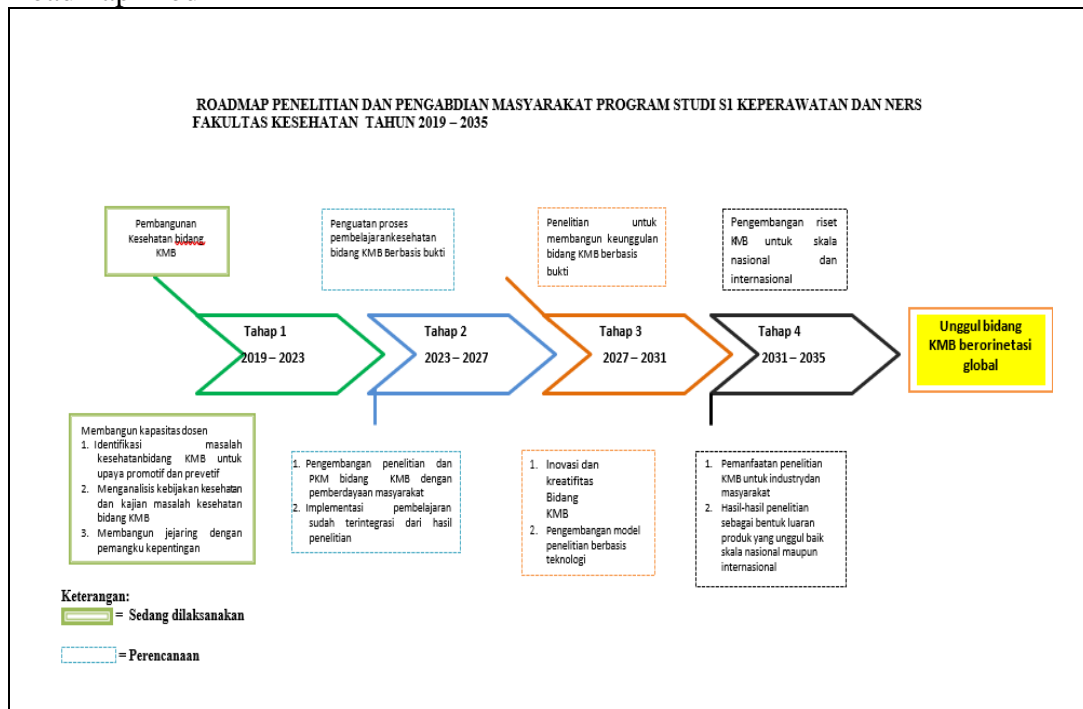 ROADMAP PENELITIAN DAN PENGABDIAN MASYARAKAT PROGRAM STUDI S1 KEPERAWATAN DAN NERS
FAKULTAS KESEHATAN TAHUN 2019 – 2035
Pembangunan
Kesehatan bidang
KMB
Penguatan proses
pembelajarankesehatan
bidang KMB Berbasis bukti
Penelitian untuk
membangun keunggulan
bidang KMB berbasis
bukti
Pengembangan riset
KMB untuk skala
nasional dan
internasional
Tahap 1
2019 – 2023
Tahap 2
2023 – 2027
Tahap 3
2027 – 2031
Tahap 4
2031 – 2035
Unggul bidang
KMB berorinetasi
global
Membangun kapasitas dosen
1. Identifikasi masalah
kesehatanbidang KMB untuk
upaya promotif dan prevetif
2. Menganalisis kebijakan kesehatan
dan kajian masalah kesehatan
bidang KMB
3. Membangun jejaring dengan
pemangku kepentingan
1. Pengembangan penelitian dan
PKM bidang KMB dengan
pemberdayaan masyarakat
2. Implementasi pembelajaran
sudah terintegrasi dari hasil
penelitian
1. Inovasi dan
kreatifitas
Bidang
KMB
2. Pengembangan model
penelitian berbasis
teknologi
1. Pemanfaatan penelitian
KMB untuk industrydan
masyarakat
2. Hasil-hasil penelitian
sebagai bentuk luaran
produk yang unggul baik
skala nasional maupun
internasional
Keterangan:
= Sedang dilaksanakan
= Perencanaan